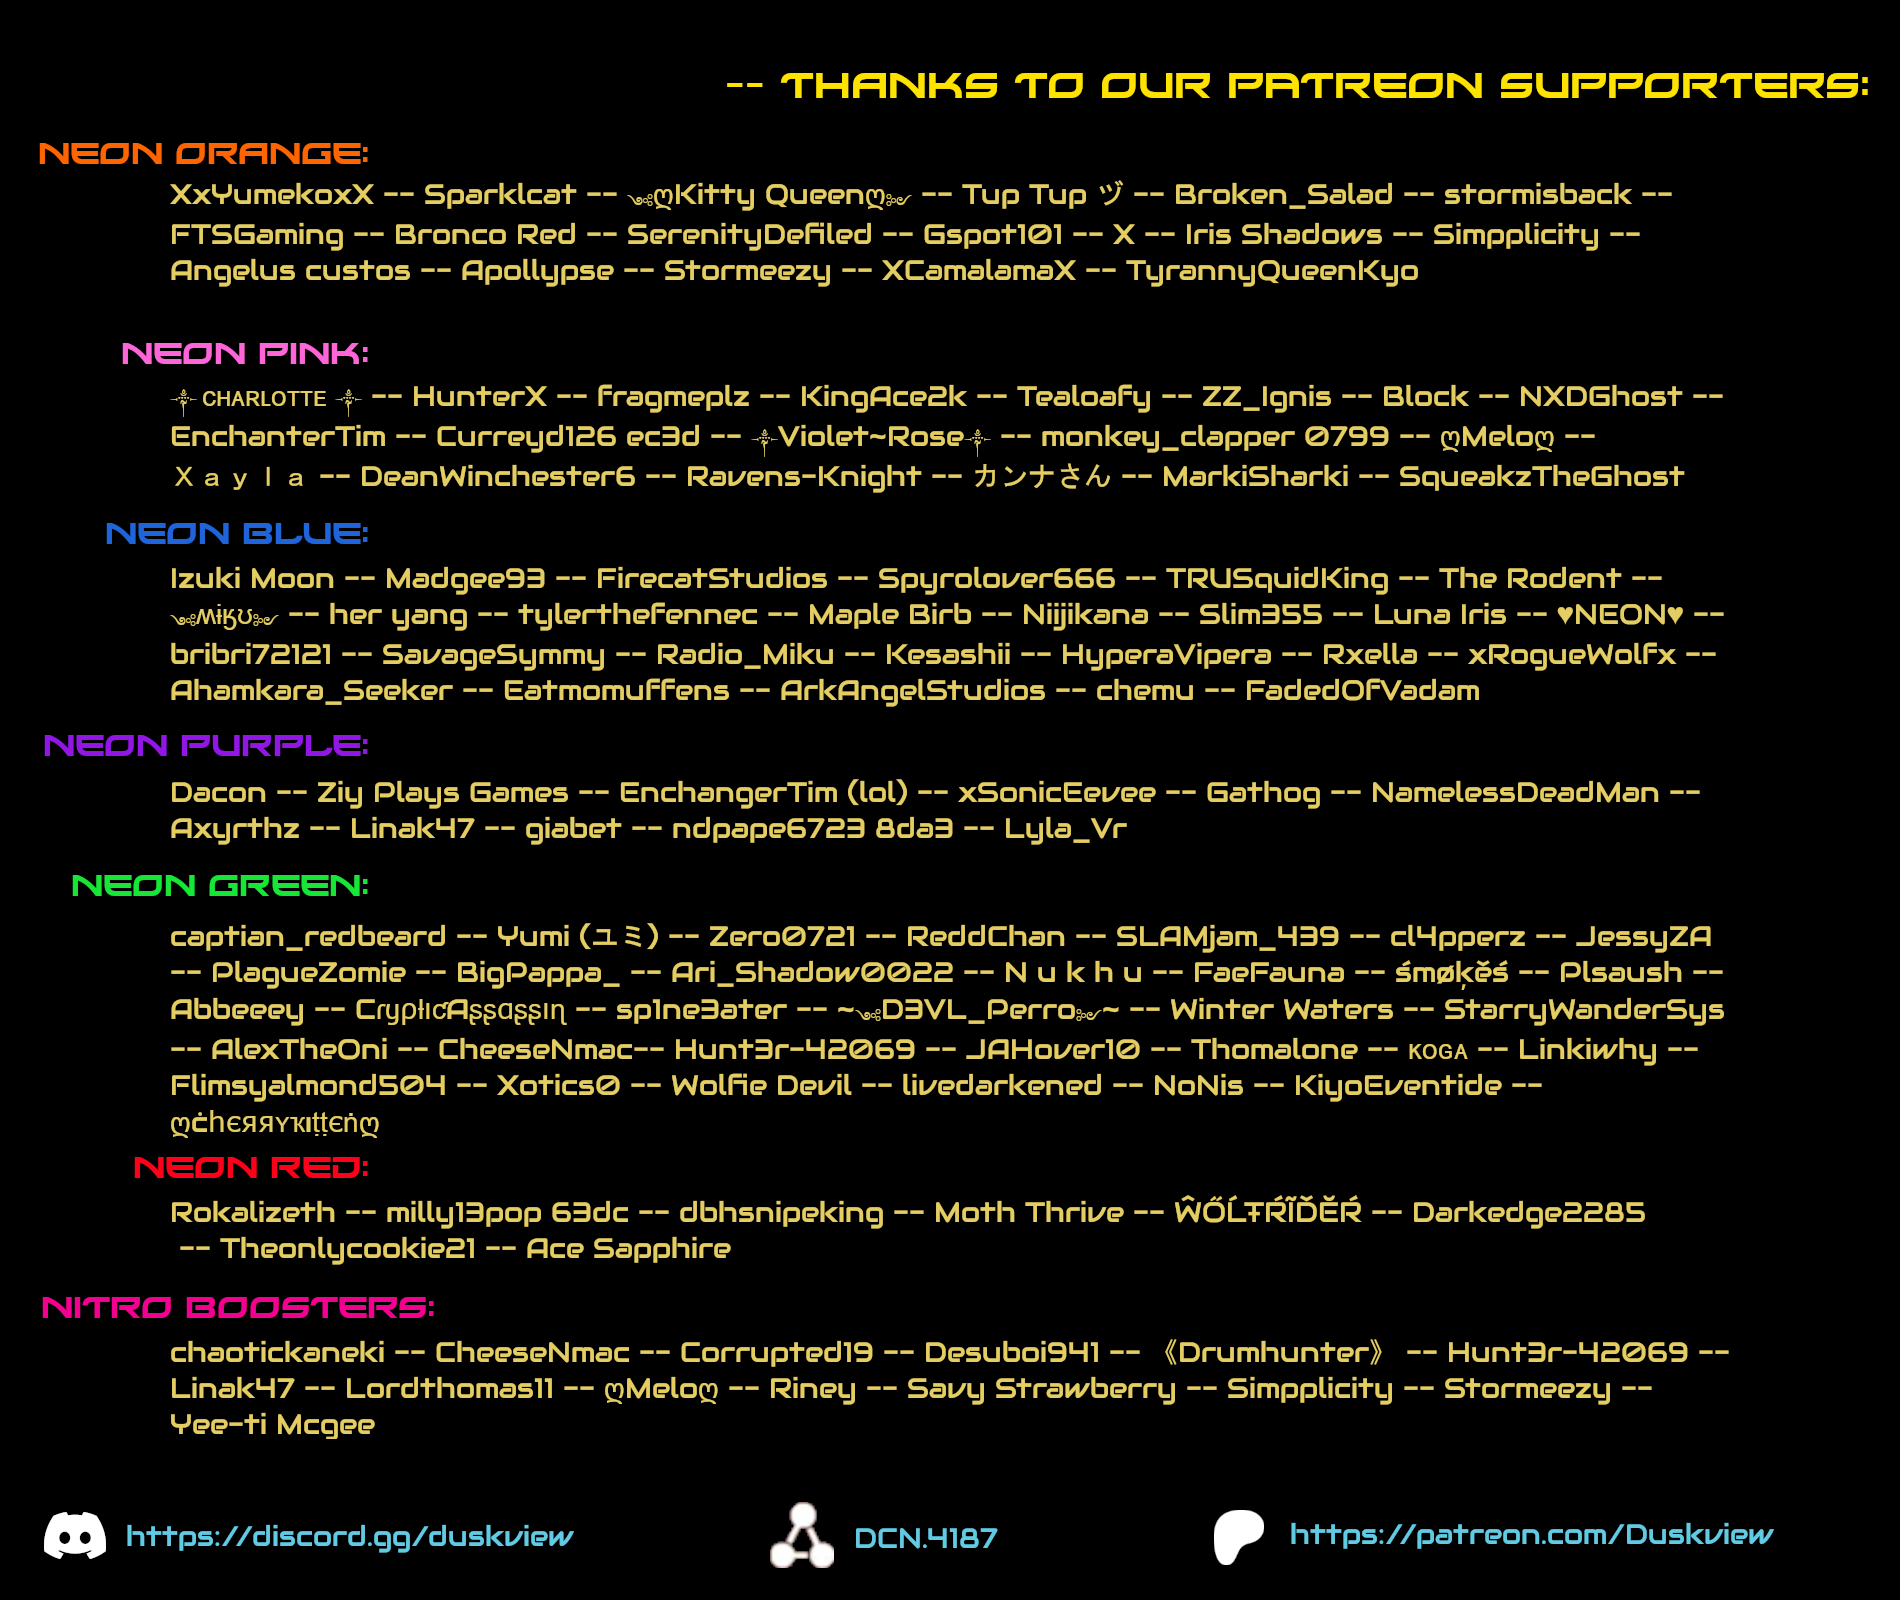 -- THANKS TO OUR PATREON SUPPORTERS:
NEON ORANGE:
XxYumekoxX -- Sparklcat -- ༺ღKitty Queenღ༻ -- Tup Tup ヅ -- Broken_Salad -- stormisback --
FTSGaming -- Bronco Red -- SerenityDefiled -- Gspot101 -- X -- Iris Shadows -- Simpplicity --
Angelus custos -- Apollypse -- Stormeezy -- XCamalamaX -- TyrannyQueenKyo
NEON PINK:
༒ ᴄʜᴀʀʟᴏᴛᴛᴇ ༒ -- HunterX -- fragmeplz -- KingAce2k -- Tealoafy -- ZZ_Ignis -- Block -- NXDGhost --
EnchanterTim -- Curreyd126 ec3d -- ༒Violet~Rose༒ -- monkey_clapper 0799 -- ღMeloღ --
Ｘａｙｌａ -- DeanWinchester6 -- Ravens-Knight -- カンナさん -- MarkiSharki -- SqueakzTheGhost
NEON BLUE:
Izuki Moon -- Madgee93 -- FirecatStudios -- Spyrolover666 -- TRUSquidKing -- The Rodent --
༺ʍɨӄʊ༻ -- her yang -- tylerthefennec -- Maple Birb -- Niijikana -- Slim355 -- Luna Iris -- ♥NEON♥ --
bribri72121 -- SavageSymmy -- Radio_Miku -- Kesashii -- HyperaVipera -- Rxella -- xRogueWolfx --
Ahamkara_Seeker -- Eatmomuffens -- ArkAngelStudios -- chemu -- FadedOfVadam
NEON PURPLE:
Dacon -- Ziy Plays Games -- EnchangerTim (lol) -- xSonicEevee -- Gathog -- NamelessDeadMan --
Axyrthz -- Linak47 -- giabet -- ndpape6723 8da3 -- Lyla_Vr
NEON GREEN:
captian_redbeard -- Yumi (ユミ) -- Zero0721 -- ReddChan -- SLAMjam_439 -- cl4pperz -- JessyZA
-- PlagueZomie -- BigPappa_ -- Ari_Shadow0022 -- N u k h u -- FaeFauna -- śmøķěś -- Plsaush --
Abbeeey -- CɾყρƚιƈAʂʂαʂʂιɳ -- sp1ne3ater -- ~༺D3VL_Perro༻~ -- Winter Waters -- StarryWanderSys
-- AlexTheOni -- CheeseNmac-- Hunt3r-42069 -- JAHover10 -- Thomalone -- ᴋᴏɢᴀ -- Linkiwhy --
Flimsyalmond504 -- Xotics0 -- Wolfie Devil -- livedarkened -- NoNis -- KiyoEventide --
ღċһєяяʏҡıţţєṅღ
NEON RED:
Rokalizeth -- milly13pop 63dc -- dbhsnipeking -- Moth Thrive -- ŴŐĹŦŔĨĎĔŔ -- Darkedge2285
-- Theonlycookie21 -- Ace Sapphire
NITRO BOOSTERS:
chaotickaneki -- CheeseNmac -- Corrupted19 -- Desuboi941 -- 《Drumhunter》 -- Hunt3r-42069 --
Linak47 -- Lordthomas11 -- ღMeloღ -- Riney -- Savy Strawberry -- Simpplicity -- Stormeezy --
Yee-ti Mcgee
https://discord.gg/duskview
DCN.4187
https://patreon.com/Duskview